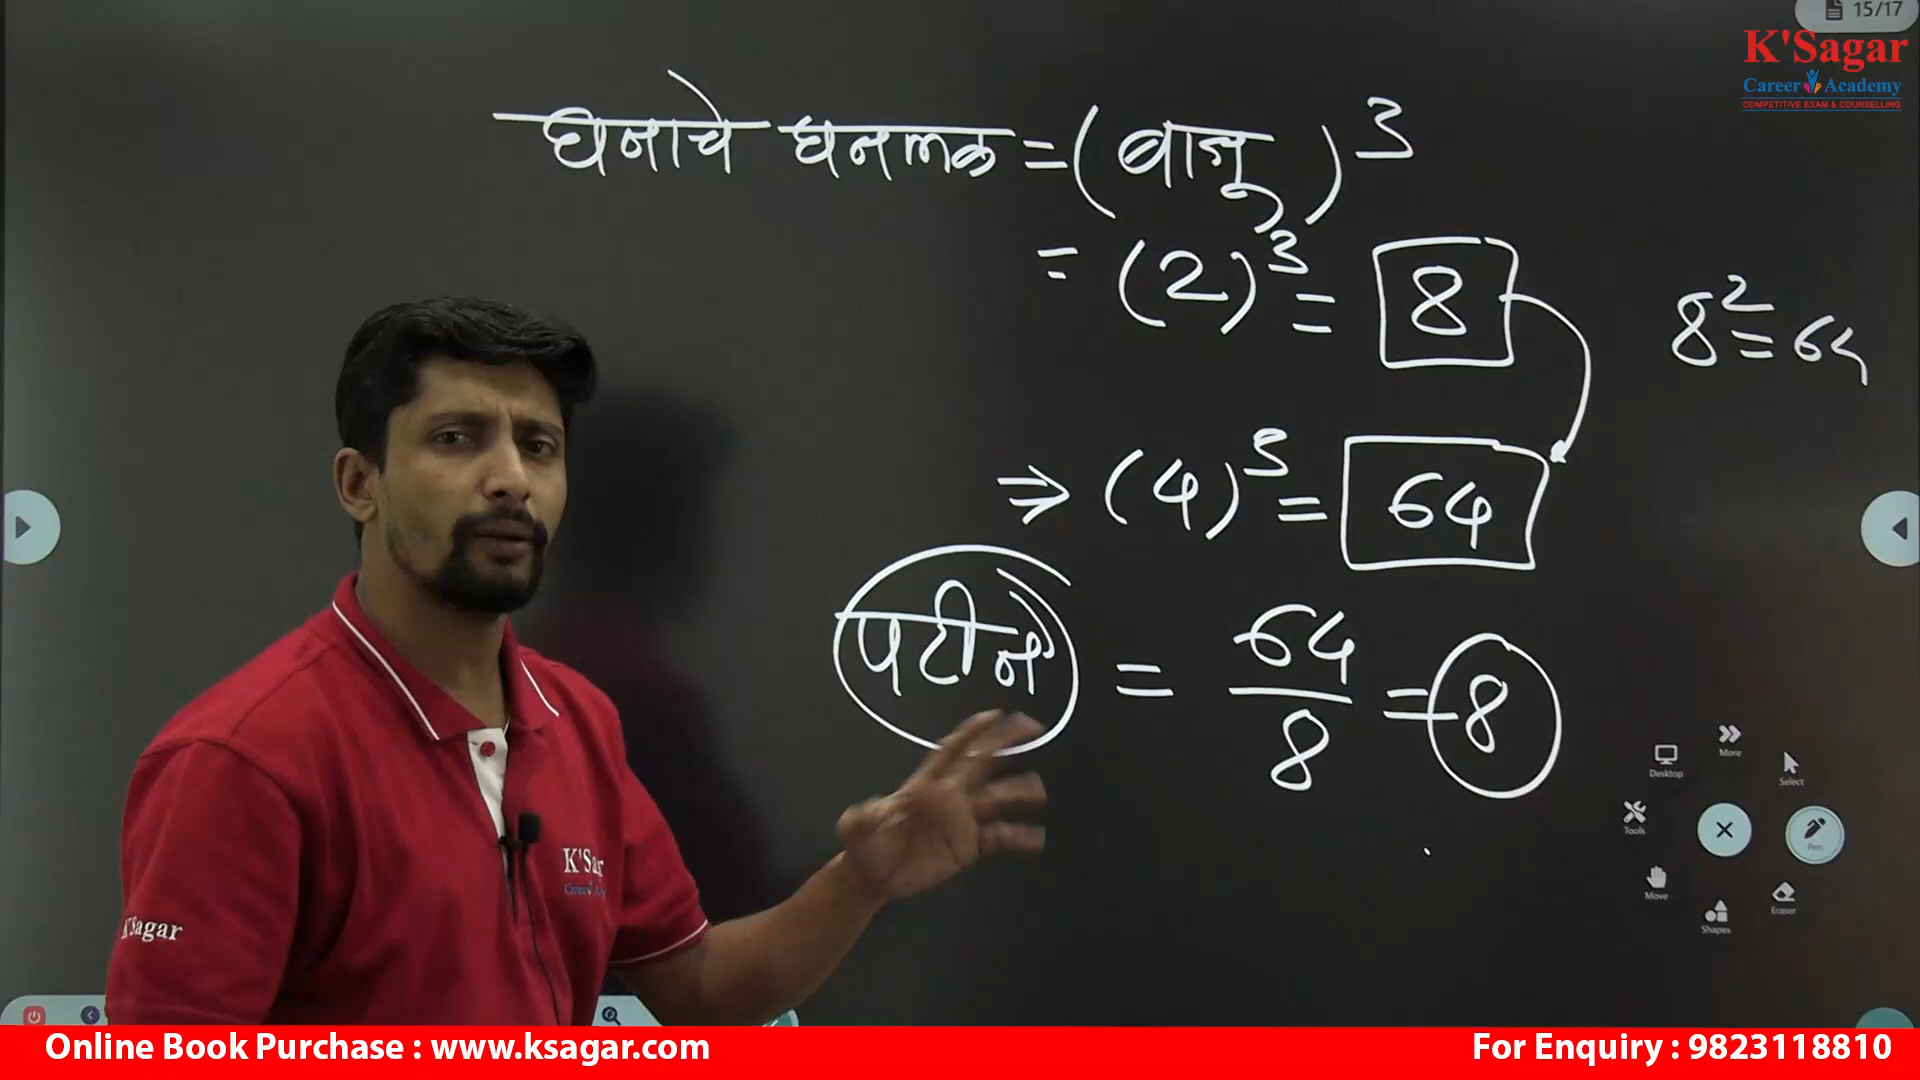 15/17
K'Sagar
Career Academy
COMPETITIVE EXAM & COUNSELLING
घनाचे घनफळ = (बाजू)³
= (2)³ = 8
8² = 64
⇒ (4)³ = 64
पटीने = 64/8 = 8
More
Desktop
Select
Tools
Pen
Move
Eraser
Shapes
K'Sagar
K'Sagar
Online Book Purchase : www.ksagar.com
For Enquiry : 9823118810